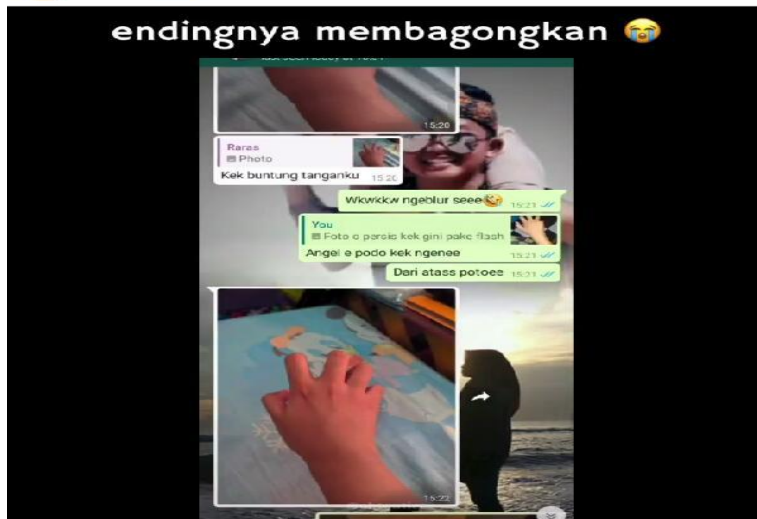 endingnya membagongkan 😭
15:20
Raras
Photo
Kek buntung tanganku 15:20
Wkwkkw ngeblur seee🤣 15:21
You
Foto o persis kek gini pake flash
Angel e podo kek ngenee 15:21
Dari atass potoee 15:21
15:22